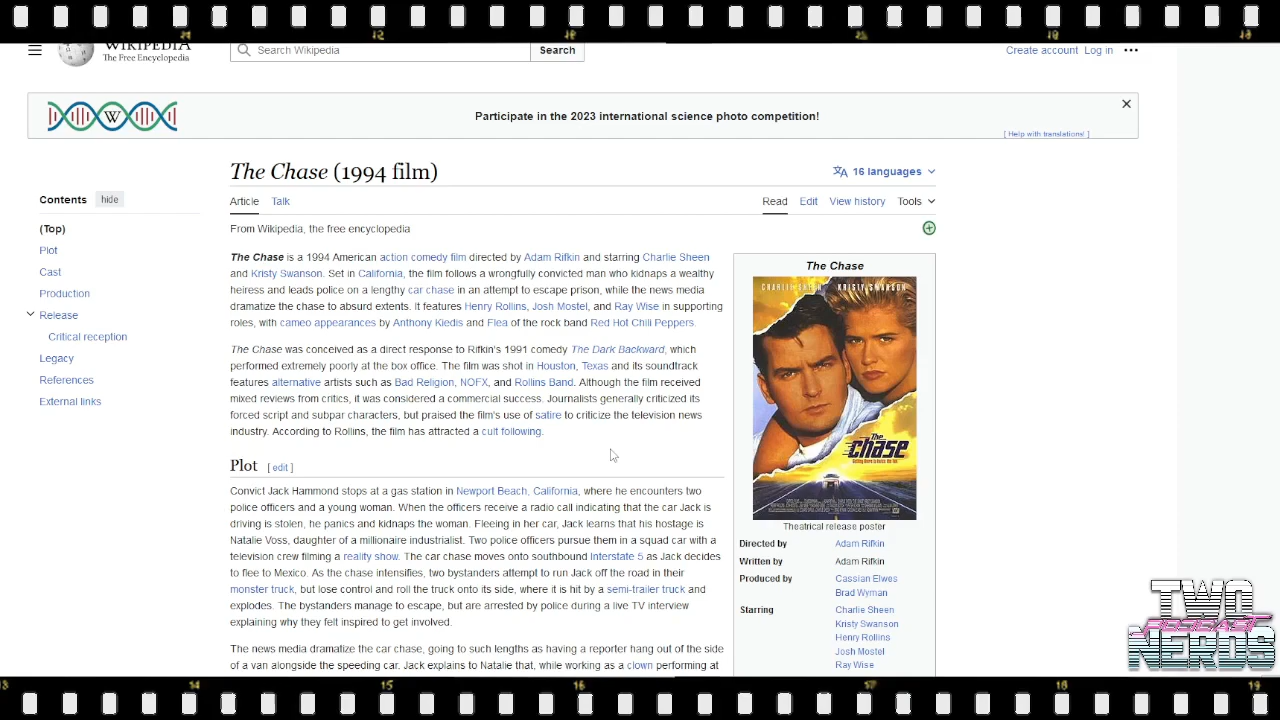 WIKIPEDIA
The Free Encyclopedia
Search Wikipedia
Search
Create account Log in
W
Participate in the 2023 international science photo competition!
[ Help with translations! ]
The Chase (1994 film)
16 languages
Contents hide
(Top)
Plot
Cast
Production
Release
Critical reception
Legacy
References
External links
Article Talk
Read Edit View history Tools
From Wikipedia, the free encyclopedia
The Chase is a 1994 American action comedy film directed by Adam Rifkin and starring Charlie Sheen
and Kristy Swanson. Set in California, the film follows a wrongfully convicted man who kidnaps a wealthy
heiress and leads police on a lengthy car chase in an attempt to escape prison, while the news media
dramatize the chase to absurd extents. It features Henry Rollins, Josh Mostel, and Ray Wise in supporting
roles, with cameo appearances by Anthony Kiedis and Flea of the rock band Red Hot Chili Peppers.
The Chase was conceived as a direct response to Rifkin's 1991 comedy The Dark Backward, which
performed extremely poorly at the box office. The film was shot in Houston, Texas and its soundtrack
features alternative artists such as Bad Religion, NOFX, and Rollins Band. Although the film received
mixed reviews from critics, it was considered a commercial success. Journalists generally criticized its
forced script and subpar characters, but praised the film's use of satire to criticize the television news
industry. According to Rollins, the film has attracted a cult following.
Plot [ edit ]
Convict Jack Hammond stops at a gas station in Newport Beach, California, where he encounters two
police officers and a young woman. When the officers receive a radio call indicating that the car Jack is
driving is stolen, he panics and kidnaps the woman. Fleeing in her car, Jack learns that his hostage is
Natalie Voss, daughter of a millionaire industrialist. Two police officers pursue them in a squad car with a
television crew filming a reality show. The car chase moves onto southbound Interstate 5 as Jack decides
to flee to Mexico. As the chase intensifies, two bystanders attempt to run Jack off the road in their
monster truck, but lose control and roll the truck onto its side, where it is hit by a semi-trailer truck and
explodes. The bystanders manage to escape, but are arrested by police during a live TV interview
explaining why they felt inspired to get involved.
The news media dramatize the car chase, going to such lengths as having a reporter hang out of the side
of a van alongside the speeding car. Jack explains to Natalie that, while working as a clown performing at
The Chase
CHARLIE SHEEN KRISTY SWANSON
The
chase
Theatrical release poster
Directed by Adam Rifkin
Written by Adam Rifkin
Produced by Cassian Elwes
Brad Wyman
Starring Charlie Sheen
Kristy Swanson
Henry Rollins
Josh Mostel
Ray Wise
TWO
NERDS
13 14 15 16 17 18 19